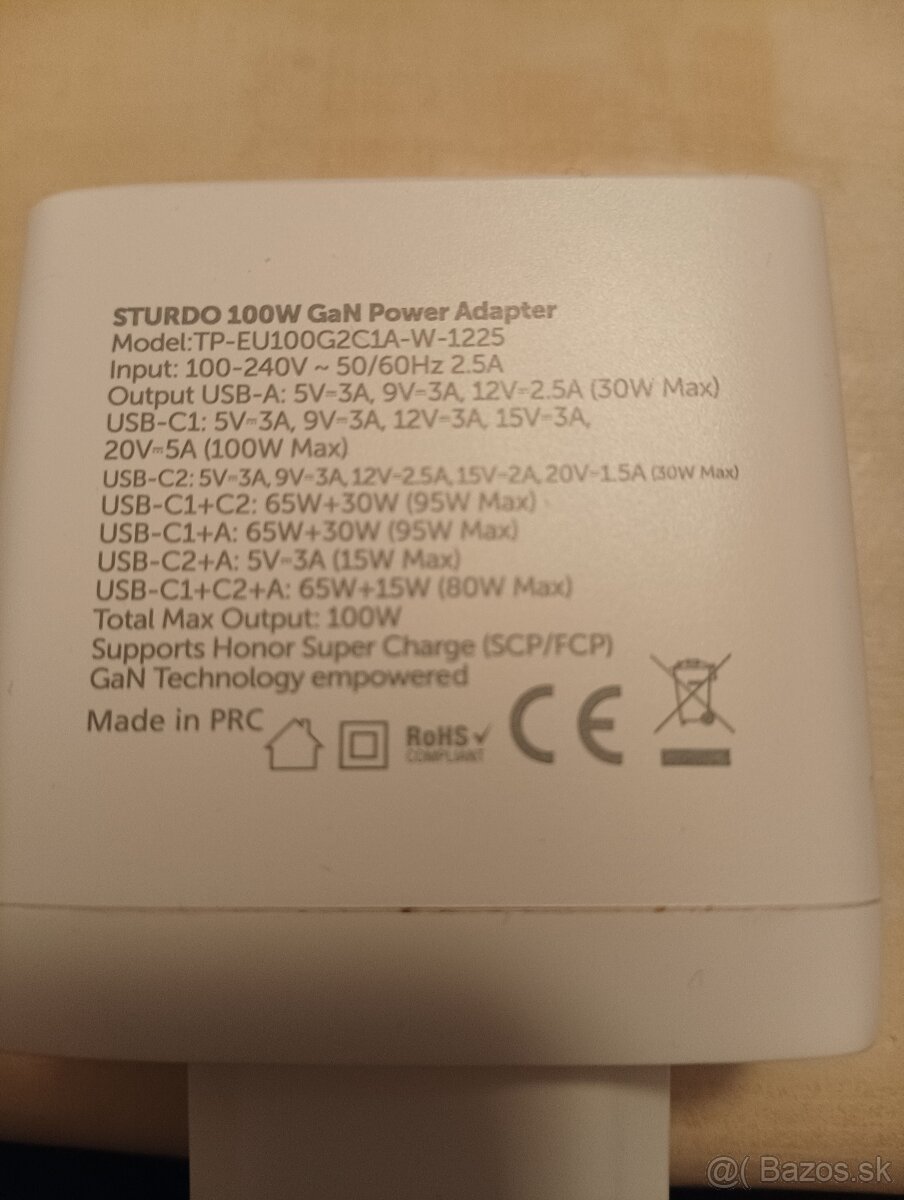 STURDO 100W GaN Power Adapter
Model:TP-EU100G2C1A-W-1225
Input: 100-240V ~ 50/60Hz 2.5A
Output USB-A: 5V⎓3A, 9V⎓3A, 12V⎓2.5A (30W Max)
USB-C1: 5V⎓3A, 9V⎓3A, 12V⎓3A, 15V⎓3A,
20V⎓5A (100W Max)
USB-C2: 5V⎓3A, 9V⎓3A, 12V⎓2.5A, 15V⎓2A, 20V⎓1.5A (30W Max)
USB-C1+C2: 65W+30W (95W Max)
USB-C1+A: 65W+30W (95W Max)
USB-C2+A: 5V⎓3A (15W Max)
USB-C1+C2+A: 65W+15W (80W Max)
Total Max Output: 100W
Supports Honor Super Charge (SCP/FCP)
GaN Technology empowered
Made in PRC
RoHS✓
COMPLIANT
CE
@( Bazos.sk